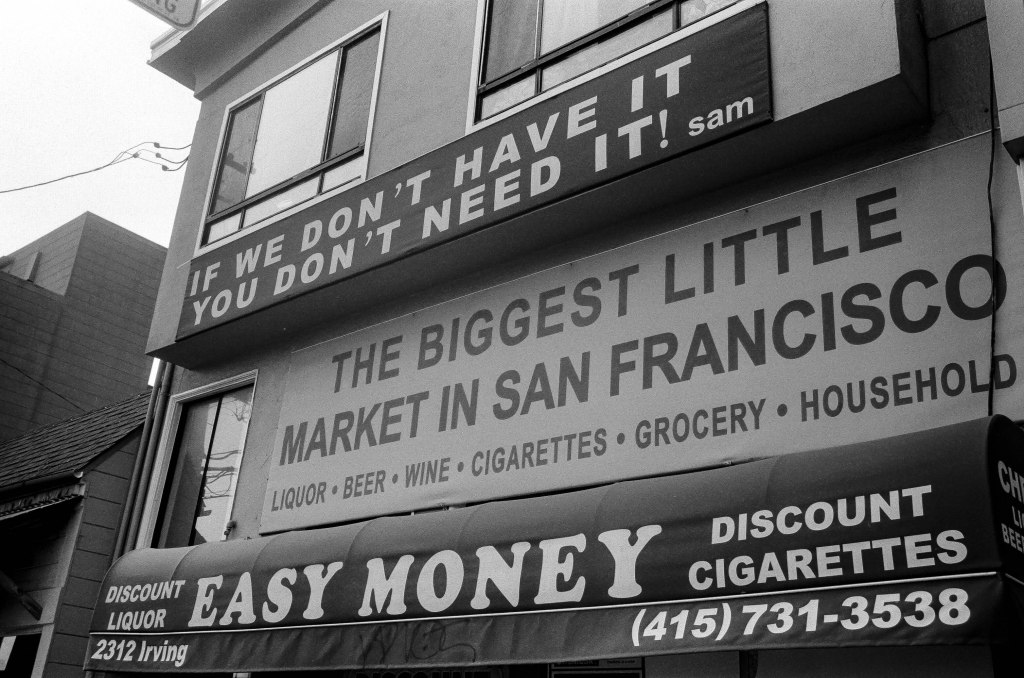 IF WE DON'T HAVE IT
YOU DON'T NEED IT! sam
THE BIGGEST LITTLE
MARKET IN SAN FRANCISCO
LIQUOR • BEER • WINE • CIGARETTES • GROCERY • HOUSEHOLD
DISCOUNT
LIQUOR
EASY MONEY
DISCOUNT
CIGARETTES
2312 Irving
(415) 731-3538